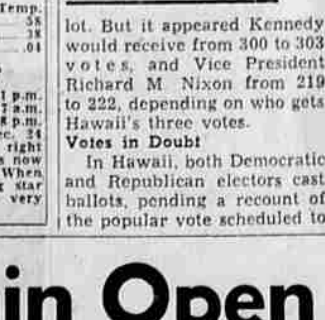 Temp.
58
38
.04
1 p.m.
7 a.m.
8 p.m.
ec. 24
right
s now
When
g star
very
lot. But it appeared Kennedy
would receive from 300 to 303
votes, and Vice President
Richard M Nixon from 219
to 222, depending on who gets
Hawaii's three votes.
Votes in Doubt
In Hawaii, both Democratic
and Republican electors cast
ballots, pending a recount of
the popular vote scheduled to
in Open